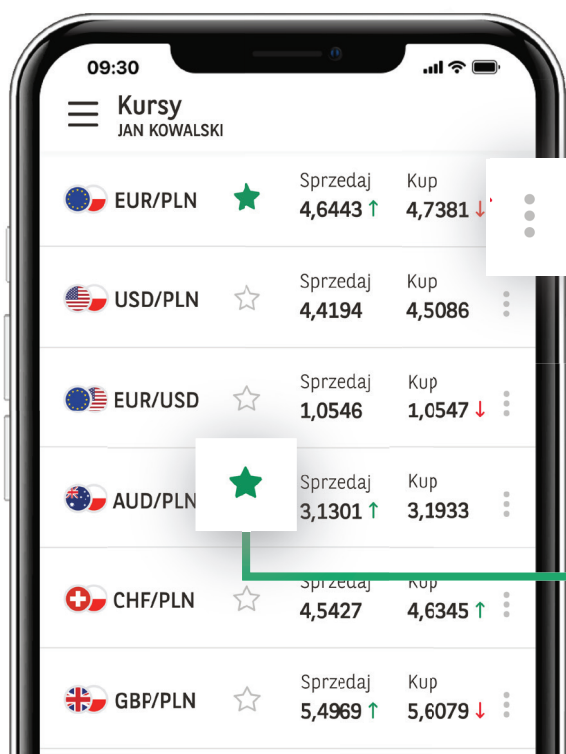 09:30
Kursy
JAN KOWALSKI
Sprzedaj Kup
EUR/PLN 4,6443 ↑ 4,7381 ↓
Sprzedaj Kup
USD/PLN 4,4194 4,5086
Sprzedaj Kup
EUR/USD 1,0546 1,0547 ↓
Sprzedaj Kup
AUD/PLN 3,1301 ↑ 3,1933
Sprzedaj Kup
CHF/PLN 4,5427 4,6345 ↑
Sprzedaj Kup
GBP/PLN 5,4969 ↑ 5,6079 ↓